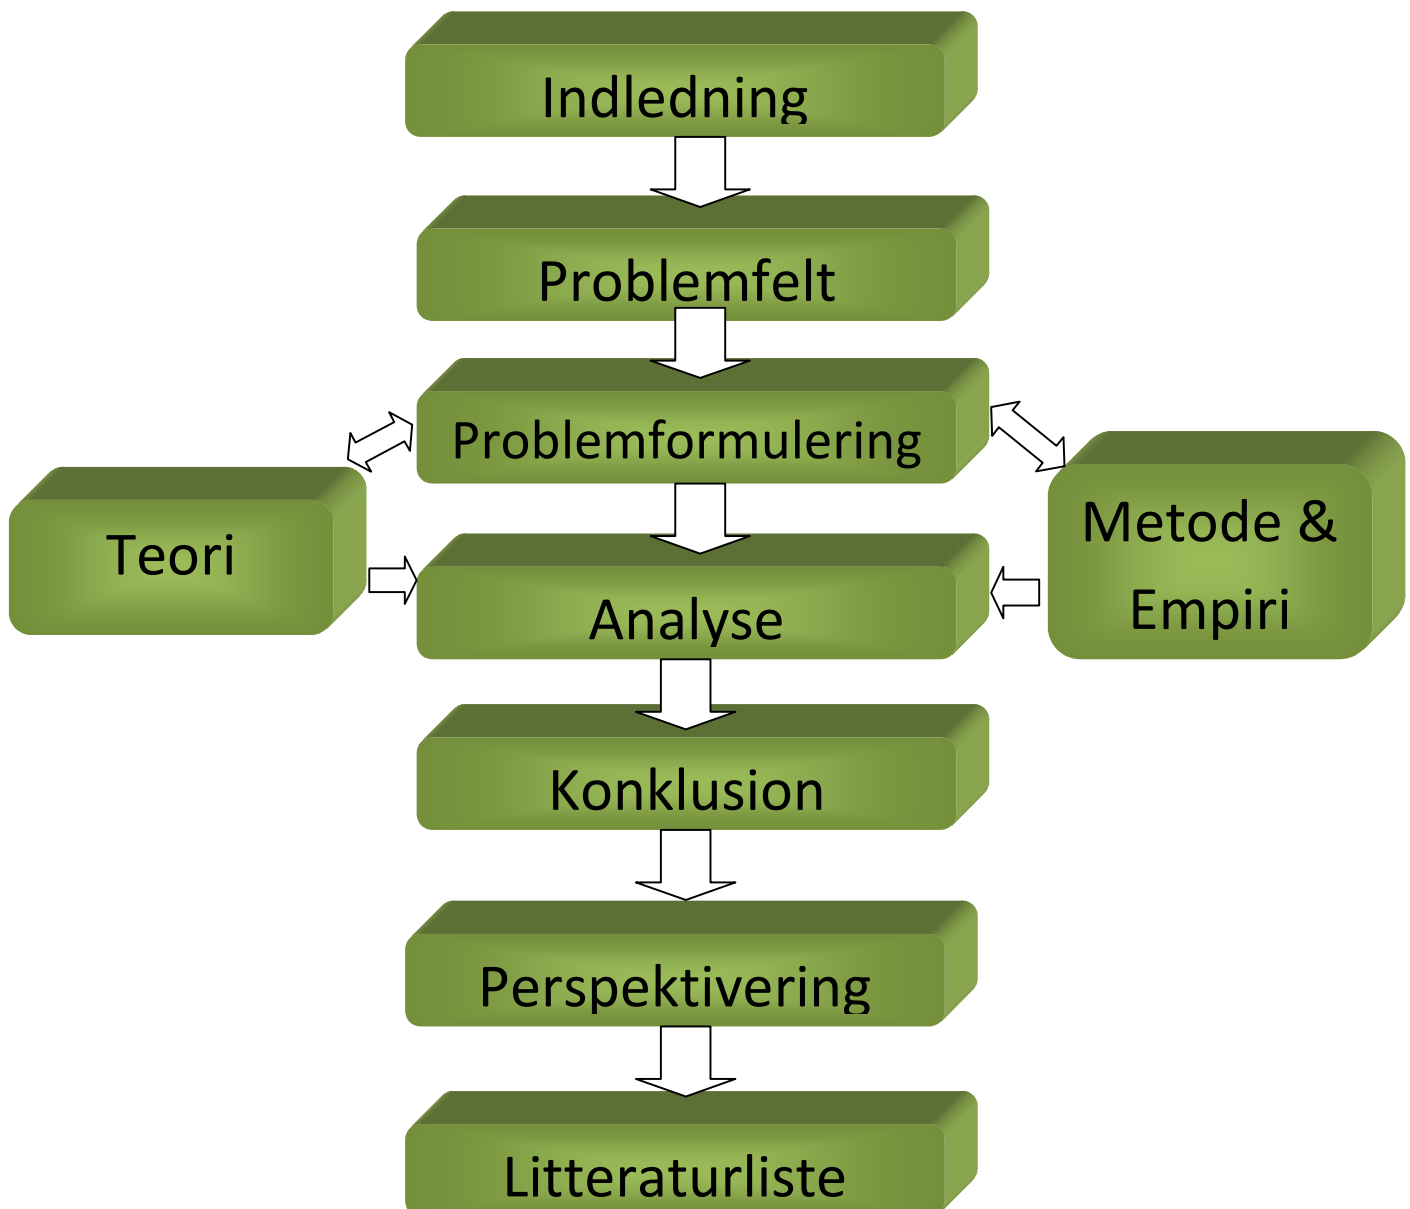 Indledning
Problemfelt
Problemformulering
Teori
Metode &
Empiri
Analyse
Konklusion
Perspektivering
Litteraturliste